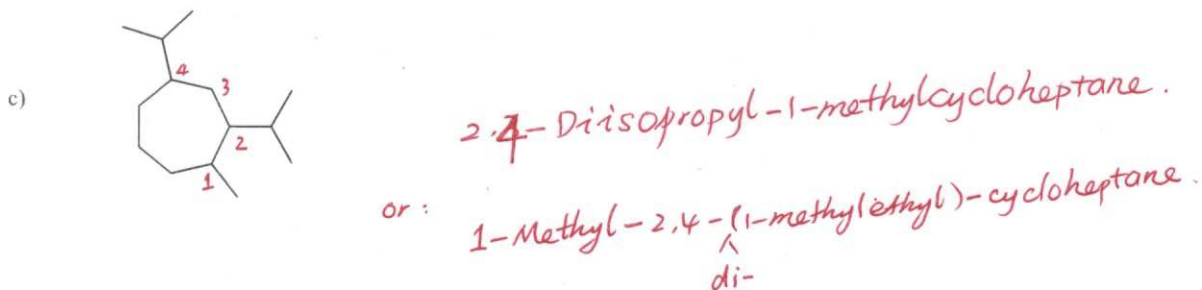 c)
4
3
2
1
2.4-Diisopropyl-1-methylcycloheptane.
or:
1-Methyl-2,4-(1-methylethyl)-cycloheptane.
di-